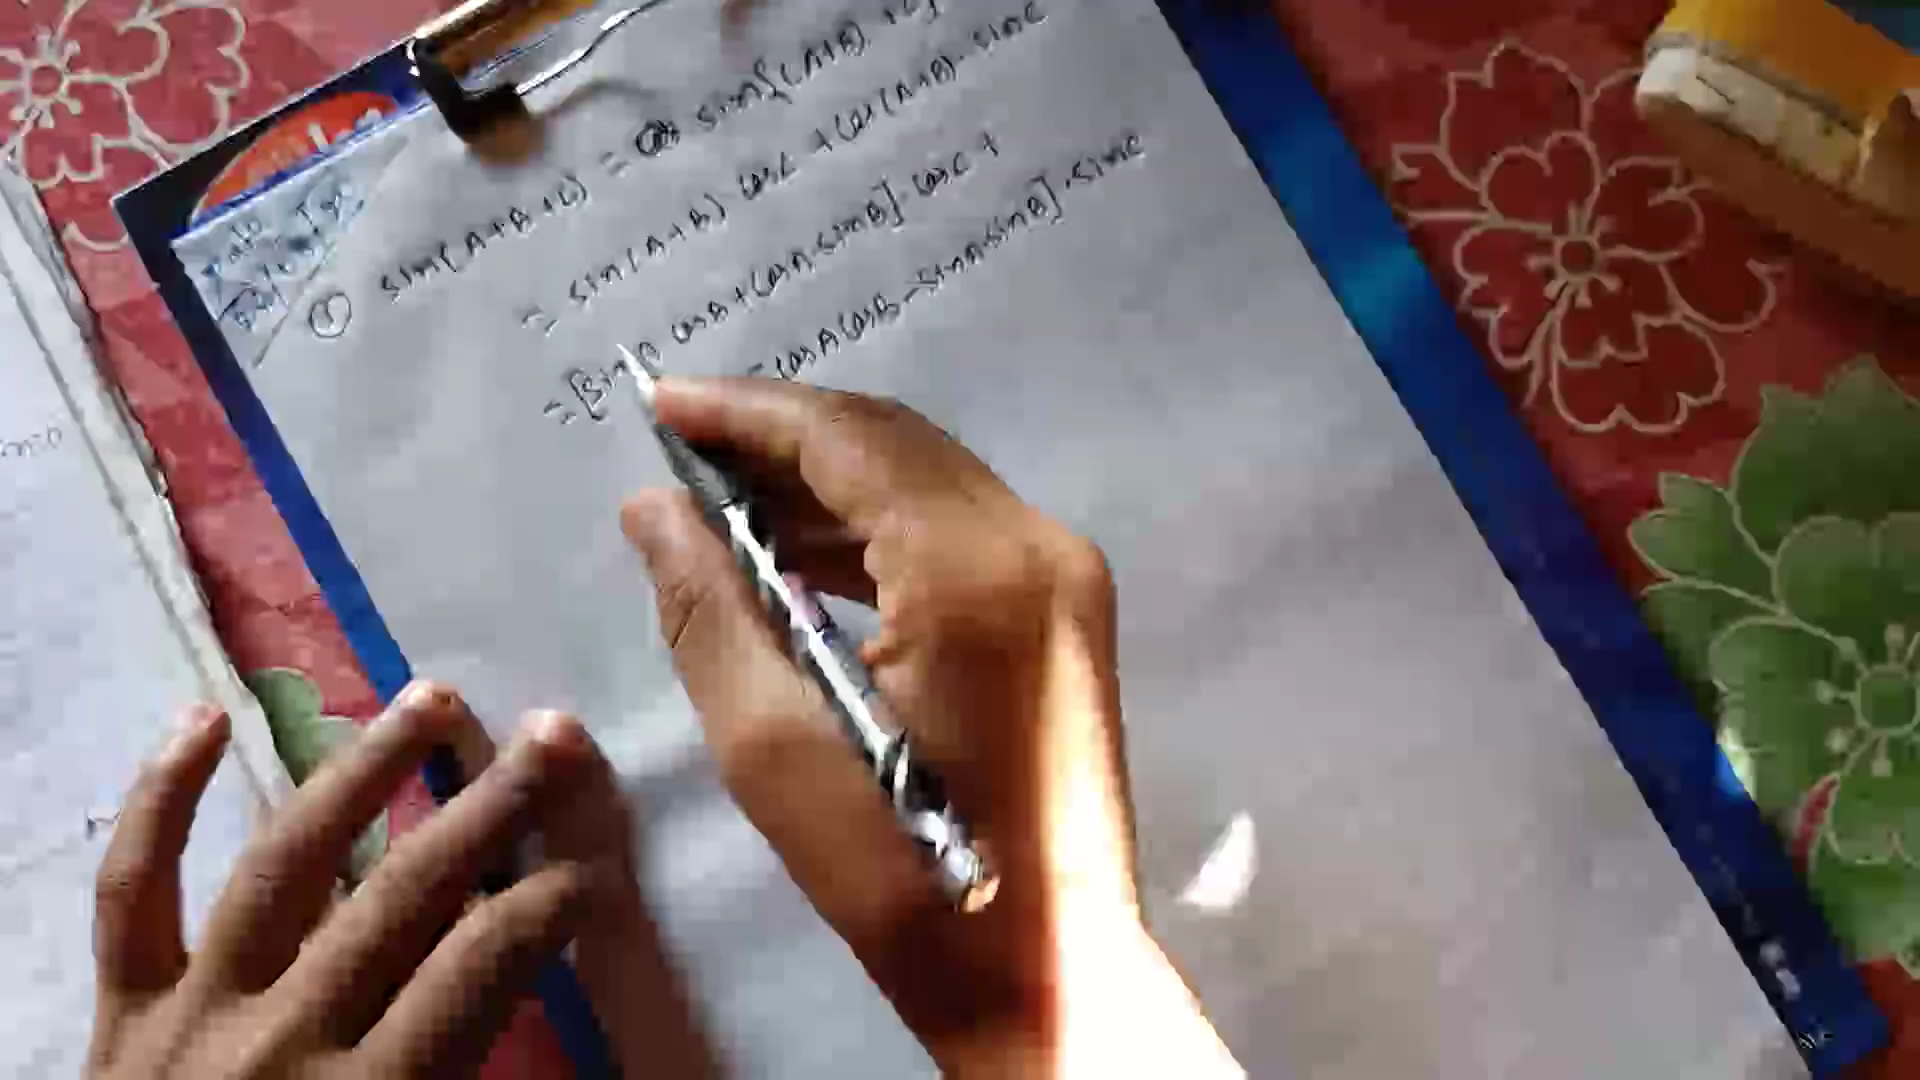 ① sin(A+B+C) = sin{(A+B)+C}
= sin(A+B) · cosC + cos(A+B) · sinC
= [sinA cosB + cosA·sinB]·cosC +
cosA cosB - sinA·sinB]·sinC